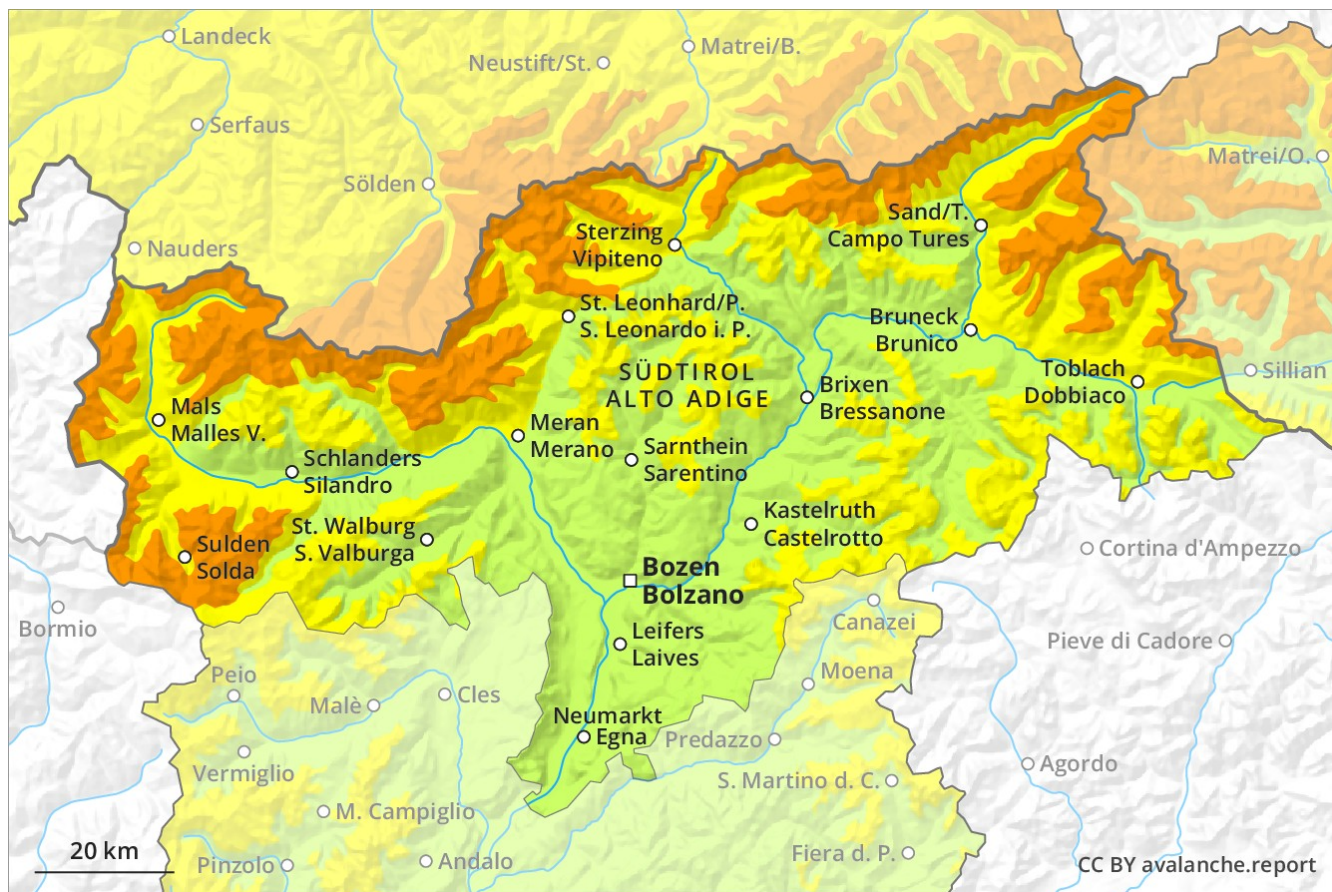 Landeck
Matrei/B.
Neustift/St.
Serfaus
Matrei/O.
Sölden
Sand/T.
Campo Tures
Nauders
Sterzing
Vipiteno
St. Leonhard/P.
S. Leonardo i. P.
Bruneck
Brunico
SÜDTIROL
ALTO ADIGE
Toblach
Dobbiaco
Sillian
Brixen
Bressanone
Mals
Malles V.
Meran
Merano
Sarnthein
Sarentino
Schlanders
Silandro
Kastelruth
Castelrotto
St. Walburg
S. Valburga
Sulden
Solda
Cortina d'Ampezzo
Bozen
Bolzano
Bormio
Canazei
Leifers
Laives
Pieve di Cadore
Peio
Moena
Malè
Cles
Neumarkt
Egna
Predazzo
Vermiglio
Agordo
S. Martino d. C.
M. Campiglio
20 km
Pinzolo
Andalo
Fiera d. P.
CC BY avalanche.report